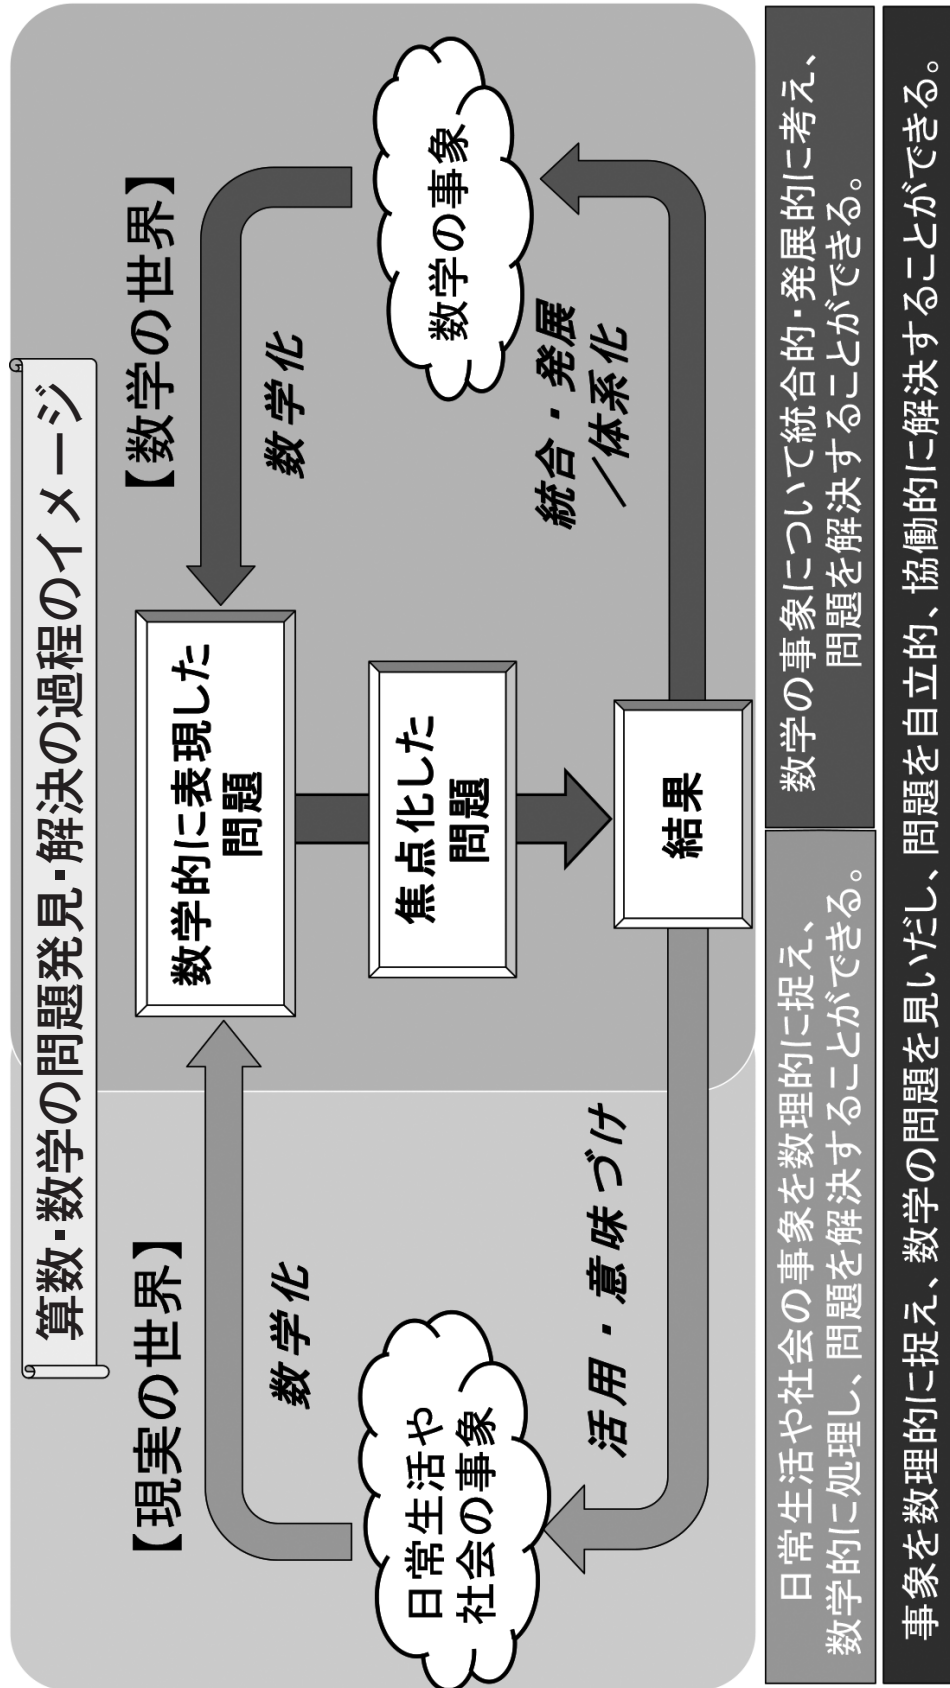 算数・数学の問題発見・解決の過程のイメージ
【現実の世界】
【数学の世界】
数学化
数学化
数学的に表現した
問題
日常生活や
社会の事象
焦点化した
問題
数学の事象
活用・意味づけ
統合・発展
／体系化
結果
日常生活や社会の事象を数理的に捉え、
数学的に処理し、問題を解決することができる。
数学の事象について統合的・発展的に考え、
問題を解決することができる。
事象を数理的に捉え、数学の問題を見いだし、問題を自立的、協働的に解決することができる。